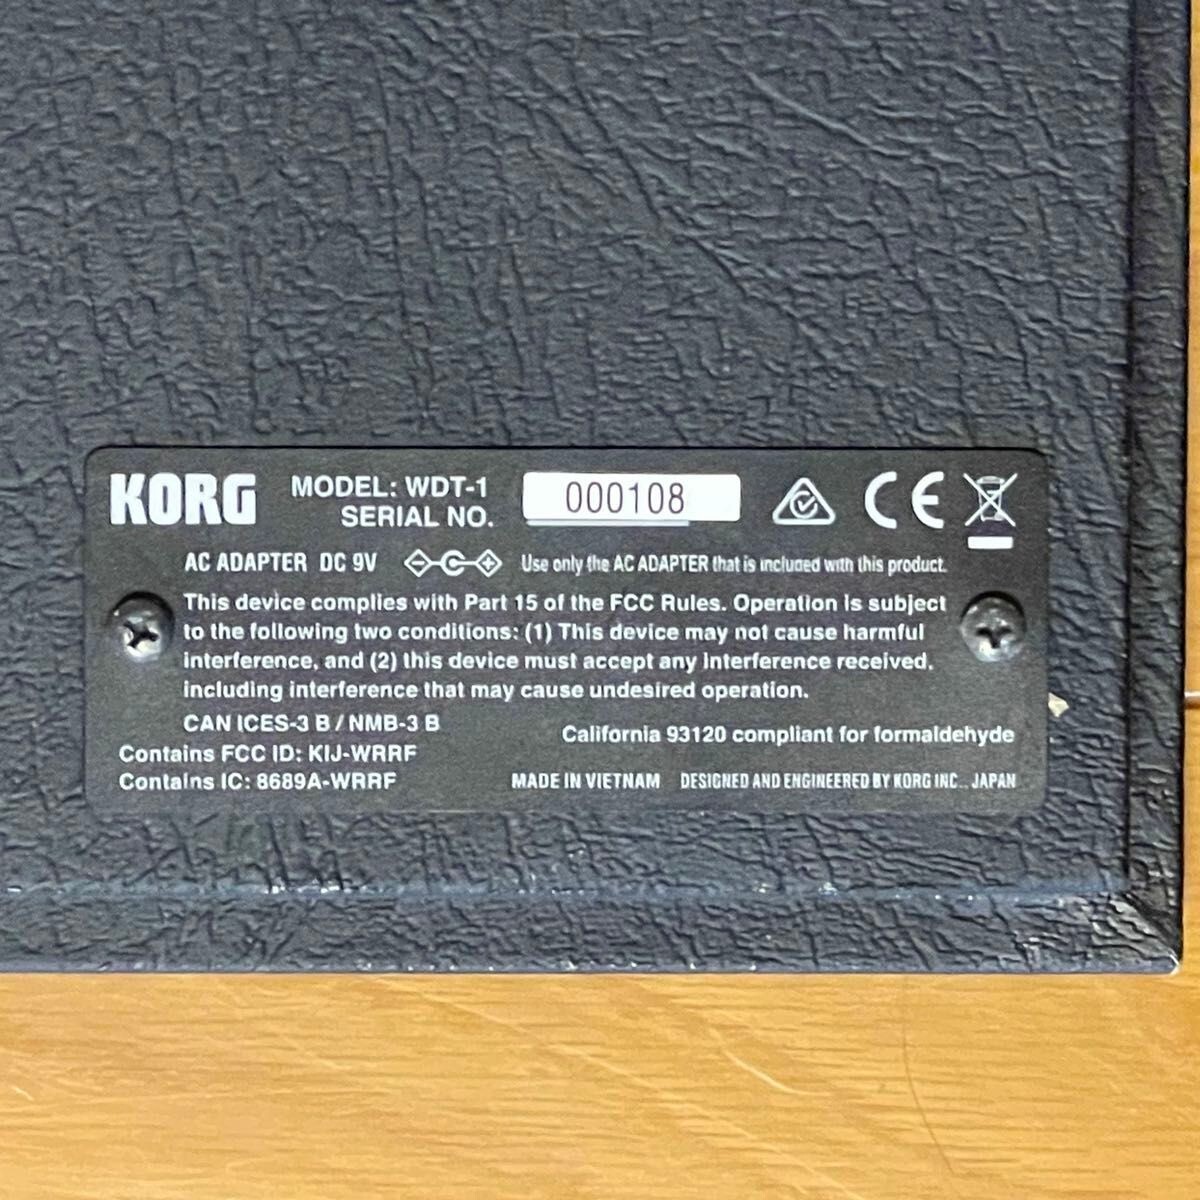 KORG MODEL: WDT-1 000108 CE
SERIAL NO.
AC ADAPTER DC 9V Use only the AC ADAPTER that is included with this product.
This device complies with Part 15 of the FCC Rules. Operation is subject
to the following two conditions: (1) This device may not cause harmful
interference, and (2) this device must accept any interference received,
including interference that may cause undesired operation.
CAN ICES-3 B / NMB-3 B
California 93120 compliant for formaldehyde
Contains FCC ID: KIJ-WRRF
Contains IC: 8689A-WRRF
MADE IN VIETNAM DESIGNED AND ENGINEERED BY KORG INC., JAPAN